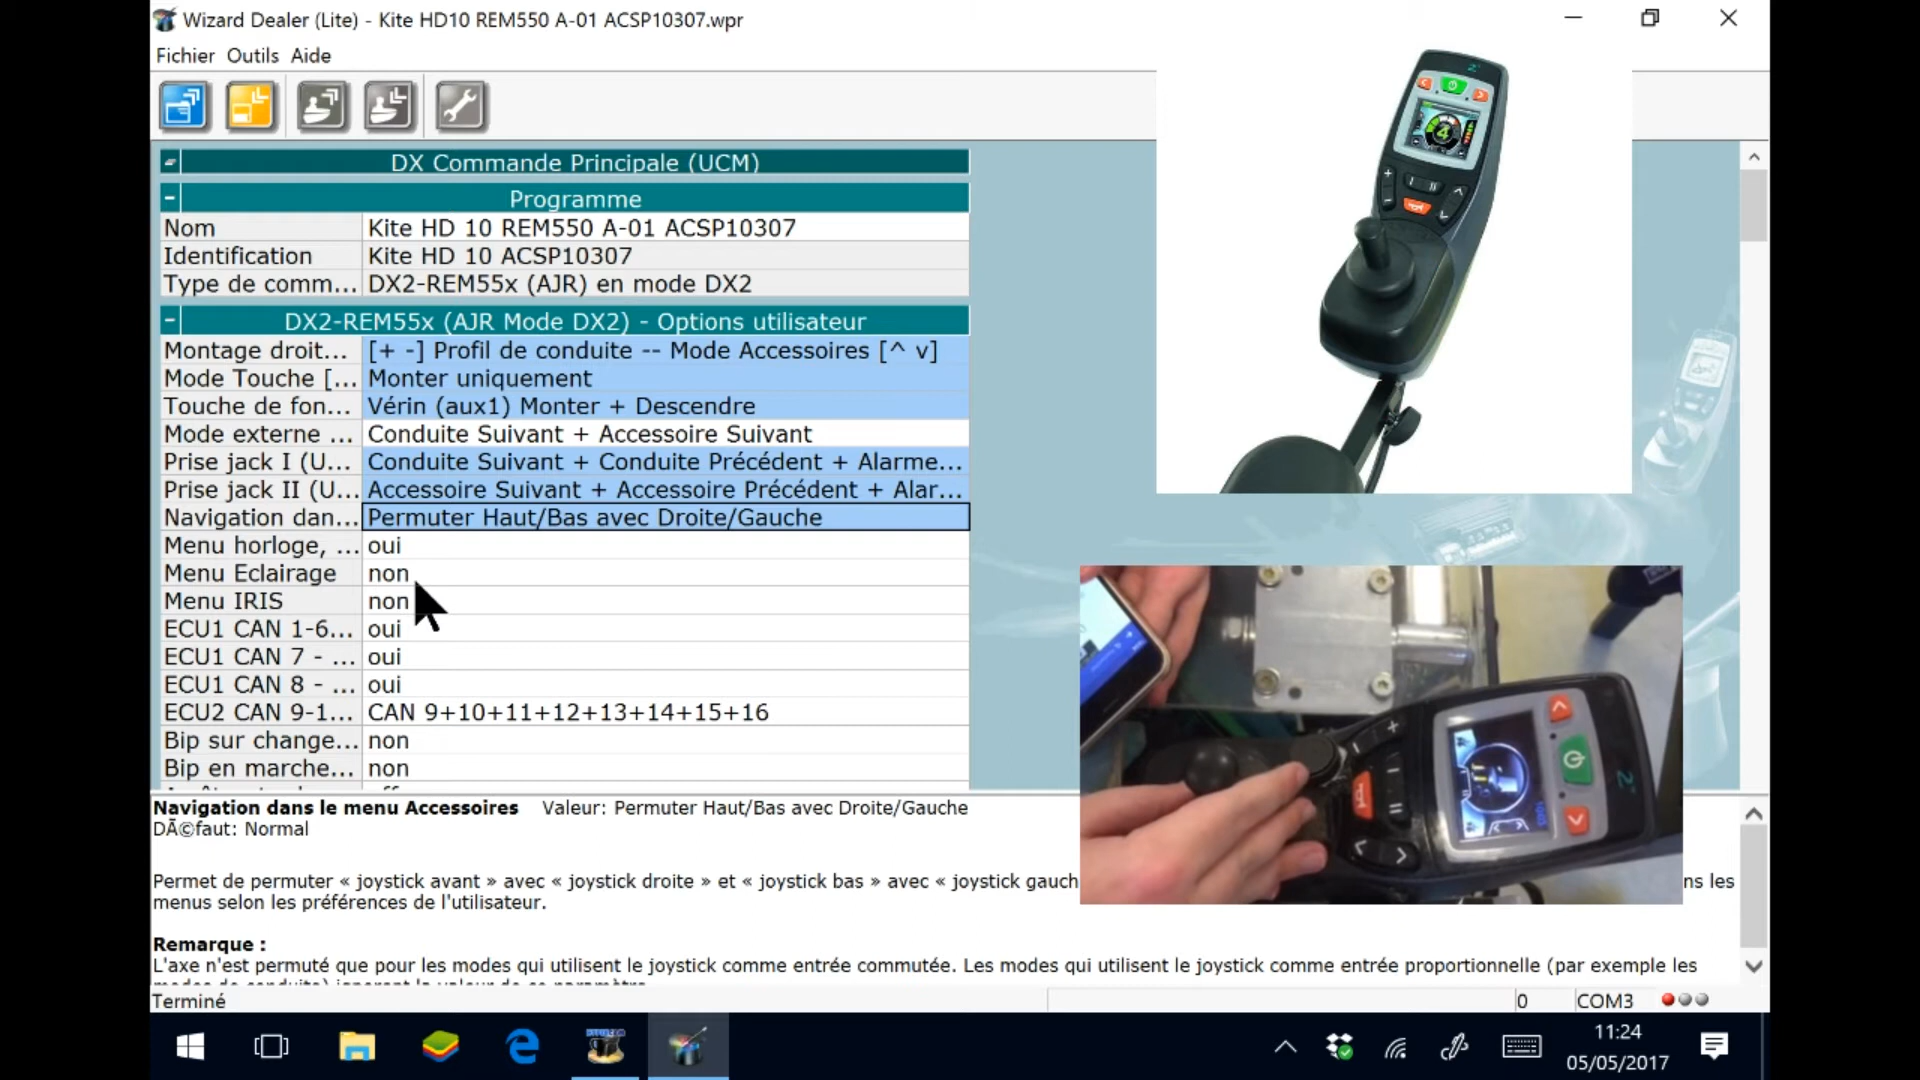 Wizard Dealer (Lite) - Kite HD10 REM550 A-01 ACSP10307.wpr
Fichier Outils Aide
DX Commande Principale (UCM)
Programme
Nom Kite HD 10 REM550 A-01 ACSP10307
Identification Kite HD 10 ACSP10307
Type de comm... DX2-REM55x (AJR) en mode DX2
DX2-REM55x (AJR Mode DX2) - Options utilisateur
Montage droit... [+ -] Profil de conduite -- Mode Accessoires [^ v]
Mode Touche [... Monter uniquement
Touche de fon... Vérin (aux1) Monter + Descendre
Mode externe ... Conduite Suivant + Accessoire Suivant
Prise jack I (U... Conduite Suivant + Conduite Précédent + Alarme...
Prise jack II (U... Accessoire Suivant + Accessoire Précédent + Alar...
Navigation dan... Permuter Haut/Bas avec Droite/Gauche
Menu horloge, ... oui
Menu Eclairage non
Menu IRIS non
ECU1 CAN 1-6... oui
ECU1 CAN 7 - ... oui
ECU1 CAN 8 - ... oui
ECU2 CAN 9-1... CAN 9+10+11+12+13+14+15+16
Bip sur change... non
Bip en marche... non
Navigation dans le menu Accessoires Valeur: Permuter Haut/Bas avec Droite/Gauche
DÃ©faut: Normal
Permet de permuter « joystick avant » avec « joystick droite » et « joystick bas » avec « joystick gauch ns les
menus selon les préférences de l'utilisateur.
Remarque :
L'axe n'est permuté que pour les modes qui utilisent le joystick comme entrée commutée. Les modes qui utilisent le joystick comme entrée proportionnelle (par exemple les
Terminé 0 COM3
11:24
05/05/2017